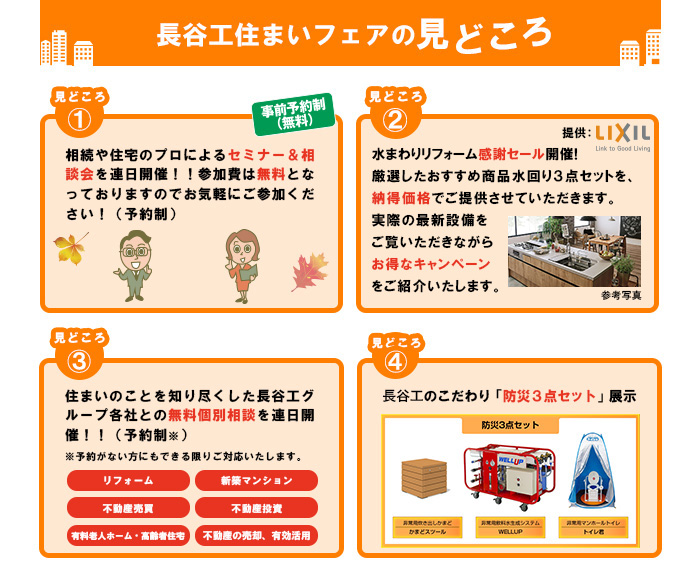 長谷工住まいフェアの見どころ
見どころ
①
事前予約制
（無料）
相続や住宅のプロによるセミナー＆相
談会を連日開催！！参加費は無料とな
っておりますのでお気軽にご参加くだ
さい！（予約制）
見どころ
②
提供：LIXIL
Link to Good Living
水まわりリフォーム感謝セール開催！
厳選したおすすめ商品水回り３点セットを、
納得価格でご提供させていただきます。
実際の最新設備を
ご覧いただきながら
お得なキャンペーン
をご紹介いたします。
参考写真
見どころ
③
住まいのことを知り尽くした長谷工グ
ループ各社との無料個別相談を連日開
催！！（予約制※）
※予約がない方にもできる限りご対応いたします。
リフォーム
新築マンション
不動産売買
不動産投資
有料老人ホーム・高齢者住宅
不動産の売却、有効活用
見どころ
④
長谷工のこだわり「防災３点セット」展示
防災3点セット
WELLUP
非常用炊き出しかまど
かまどスツール
非常用飲料水生成システム
WELLUP
非常用マンホールトイレ
トイレ君